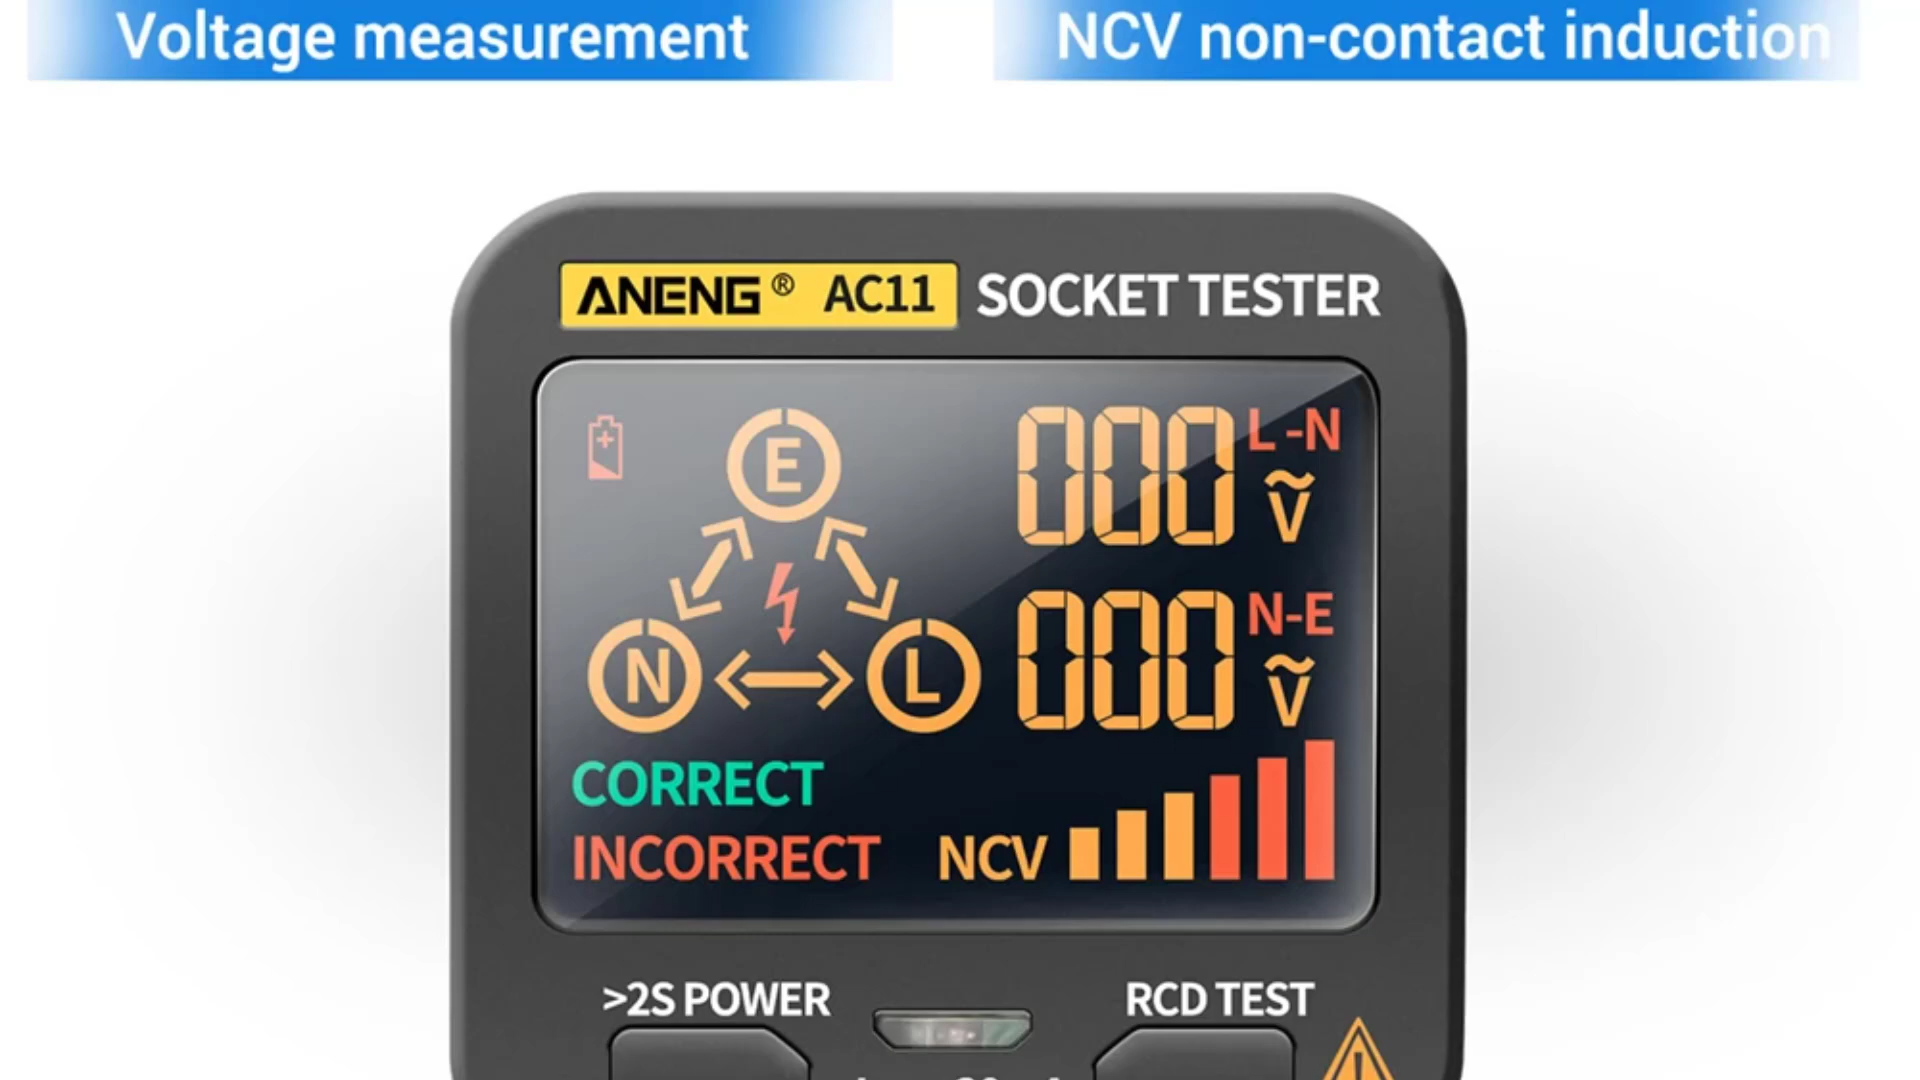 Voltage measurement
NCV non-contact induction
ANENG® AC11 SOCKET TESTER
E
000 L-N
V
000 N-E
V
N L
CORRECT
INCORRECT
NCV
>2S POWER
RCD TEST